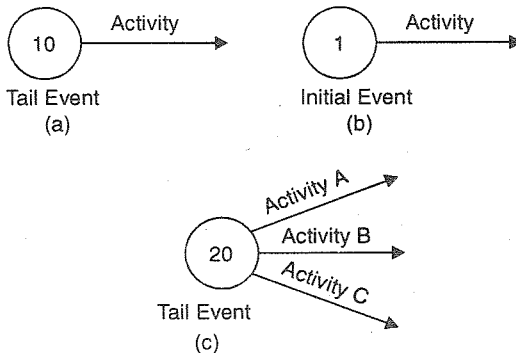 Activity
10
Tail Event
(a)
Activity
1
Initial Event
(b)
Activity A
Activity B
20
Activity C
Tail Event
(c)